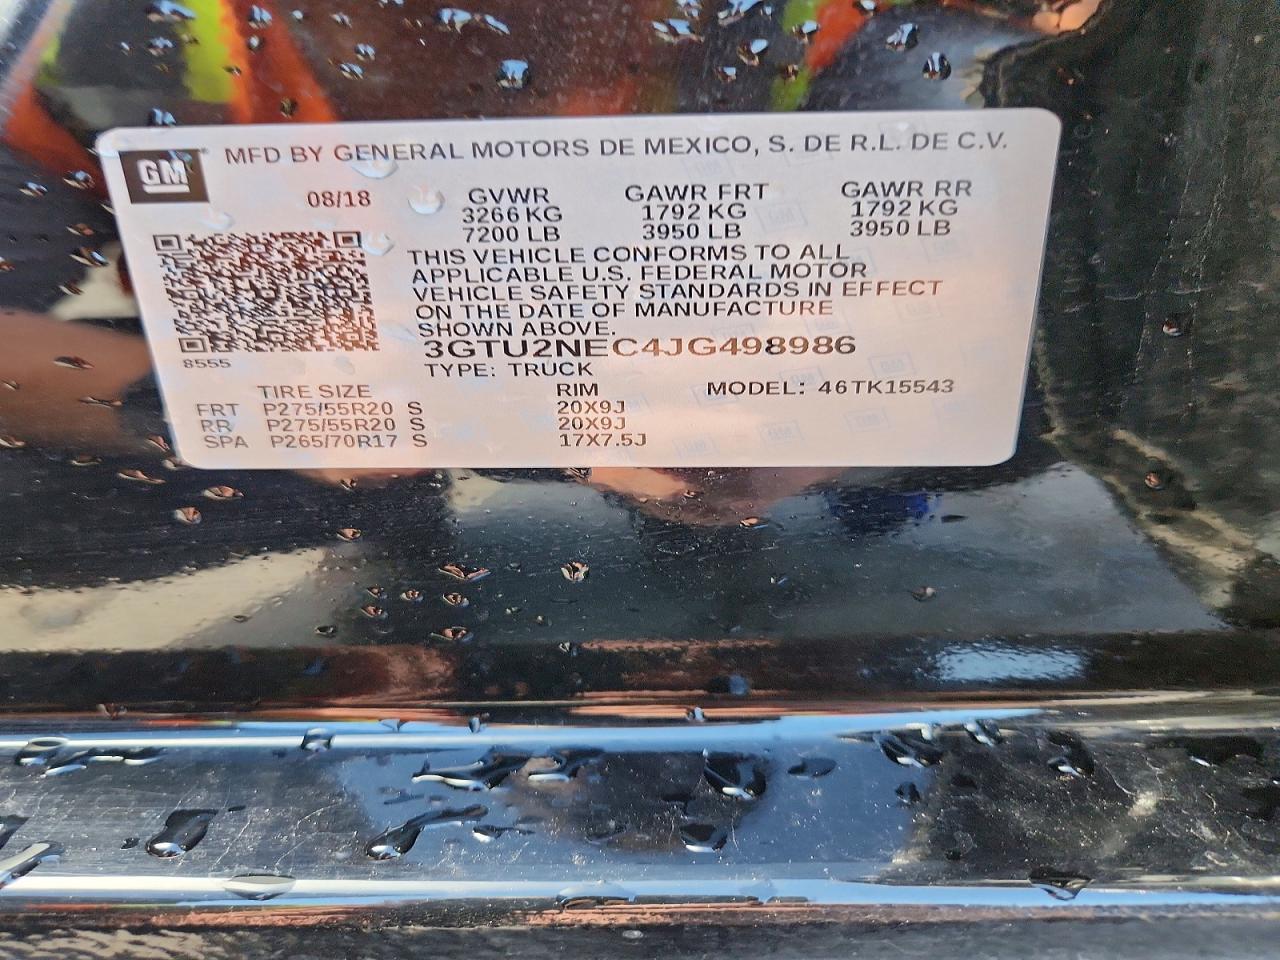 GM MFD BY GENERAL MOTORS DE MEXICO, S. DE R.L. DE C.V.
08/18 GVWR GAWR FRT GAWR RR
3266 KG 1792 KG 1792 KG
7200 LB 3950 LB 3950 LB
THIS VEHICLE CONFORMS TO ALL
APPLICABLE U.S. FEDERAL MOTOR
VEHICLE SAFETY STANDARDS IN EFFECT
ON THE DATE OF MANUFACTURE
SHOWN ABOVE.
3GTU2NEC4JG498986
8555
TYPE: TRUCK
TIRE SIZE RIM MODEL: 46TK15543
FRT P275/55R20 S 20X9J
RR P275/55R20 S 20X9J
SPA P265/70R17 S 17X7.5J